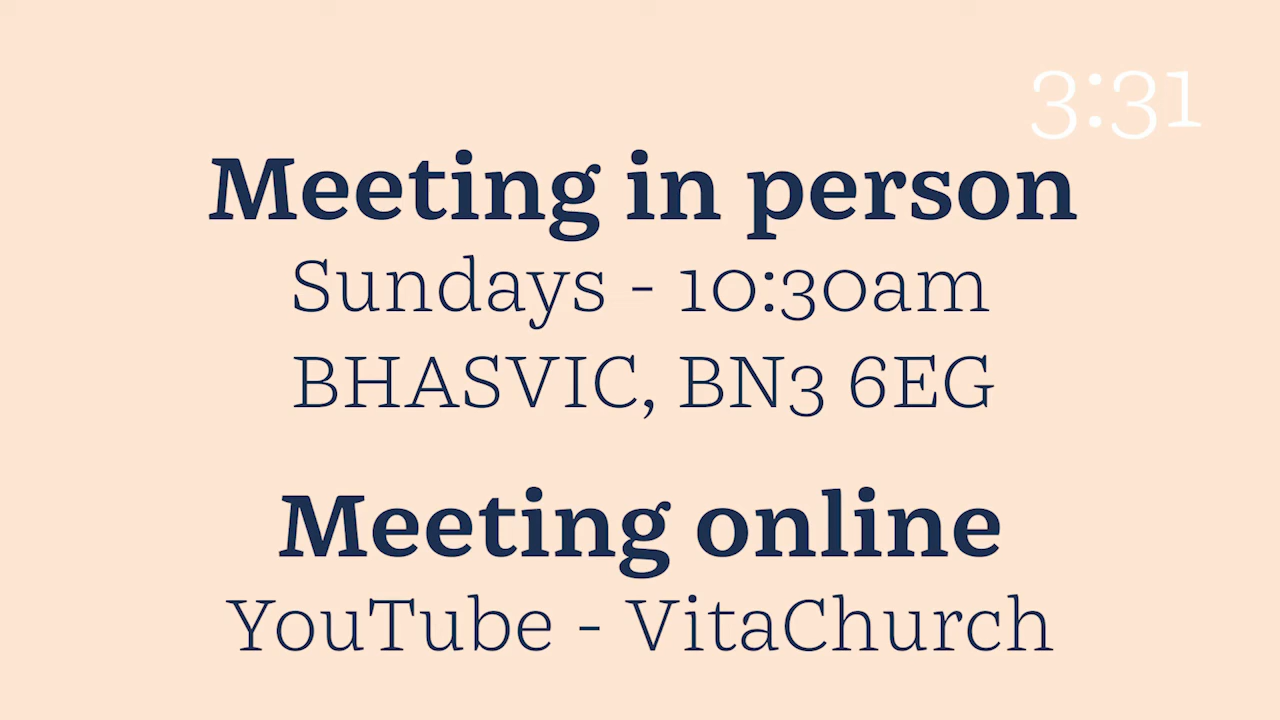 3:31
Meeting in person
Sundays - 10:30am
BHASVIC, BN3 6EG
Meeting online
YouTube - VitaChurch